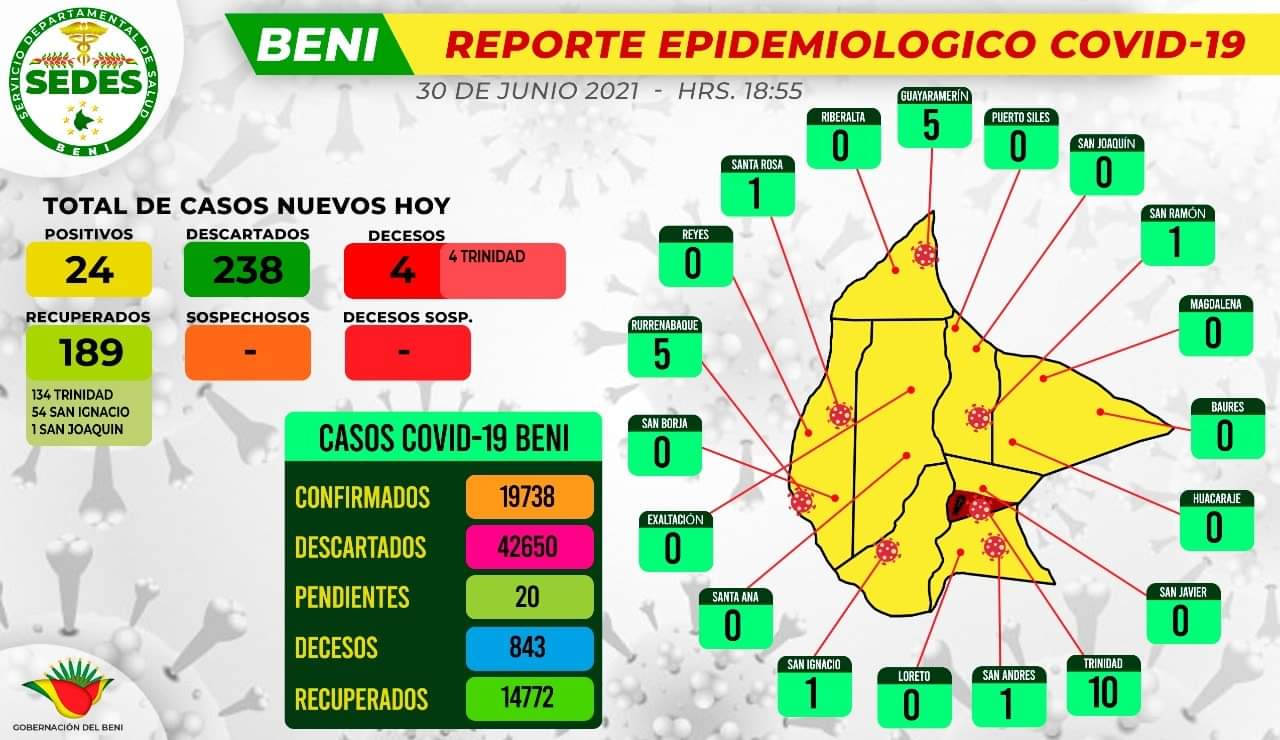 SERVICIO DEPARTAMENTAL DE SALUD
SEDES
BENI
BENI
REPORTE EPIDEMIOLOGICO COVID-19
30 DE JUNIO 2021 - HRS. 18:55
TOTAL DE CASOS NUEVOS HOY
POSITIVOS
24
DESCARTADOS
238
DECESOS
4
4 TRINIDAD
RECUPERADOS
189
134 TRINIDAD
54 SAN IGNACIO
1 SAN JOAQUIN
SOSPECHOSOS
-
DECESOS SOSP.
-
CASOS COVID-19 BENI
CONFIRMADOS 19738
DESCARTADOS 42650
PENDIENTES 20
DECESOS 843
RECUPERADOS 14772
GOBERNACIÓN DEL BENI
RIBERALTA
0
GUAYARAMERÍN
5
PUERTO SILES
0
SAN JOAQUÍN
0
SANTA ROSA
1
SAN RAMÓN
1
REYES
0
MAGDALENA
0
RURRENABAQUE
5
BAURES
0
SAN BORJA
0
HUACARAJE
0
EXALTACIÓN
0
SANTA ANA
0
SAN JAVIER
0
SAN IGNACIO
1
LORETO
0
SAN ANDRES
1
TRINIDAD
10